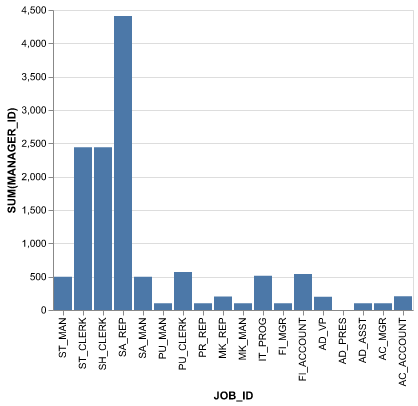 4,500
4,000
3,500
3,000
2,500
2,000
1,500
1,000
500
0
SUM(MANAGER_ID)
ST_MAN
ST_CLERK
SH_CLERK
SA_REP
SA_MAN
PU_MAN
PU_CLERK
PR_REP
MK_REP
MK_MAN
IT_PROG
FI_MGR
FI_ACCOUNT
AD_VP
AD_PRES
AD_ASST
AC_MGR
AC_ACCOUNT
JOB_ID